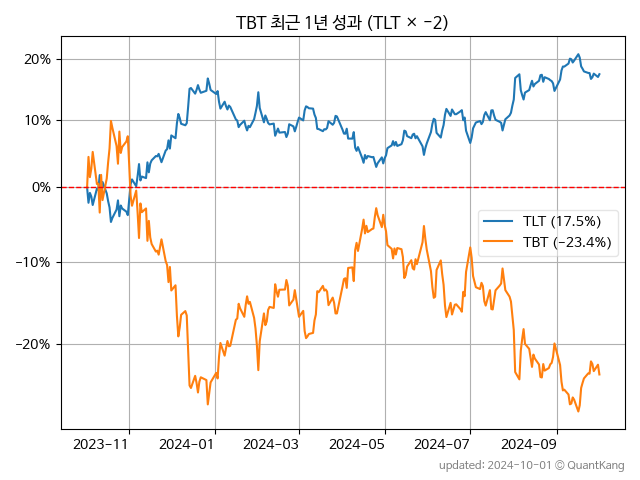 TBT 최근 1년 성과 (TLT × −2)
20%
10%
0%
−10%
−20%
TLT (17.5%)
TBT (−23.4%)
2023-11
2024-01
2024-03
2024-05
2024-07
2024-09
updated: 2024-10-01 ⓒ QuantKang